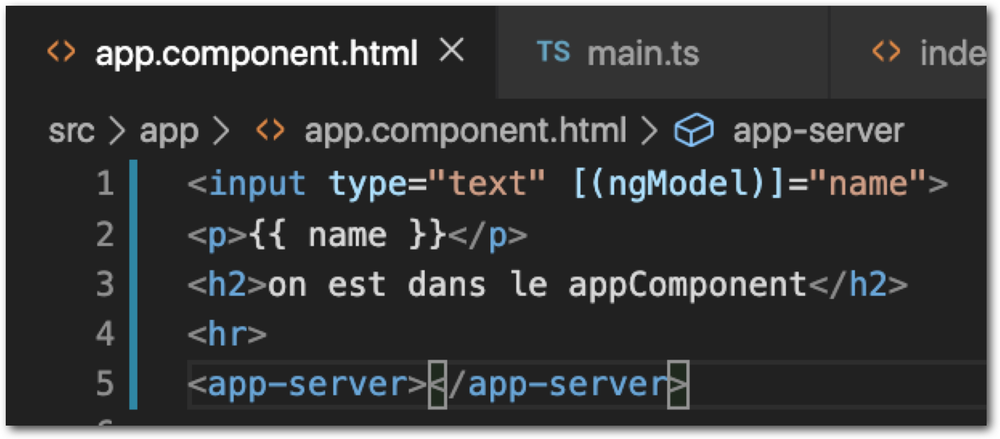 <> app.component.html × TS main.ts <> inde
src > app > <> app.component.html > app-server
1 <input type="text" [(ngModel)]="name">
2 <p>{{ name }}</p>
3 <h2>on est dans le appComponent</h2>
4 <hr>
5 <app-server></app-server>